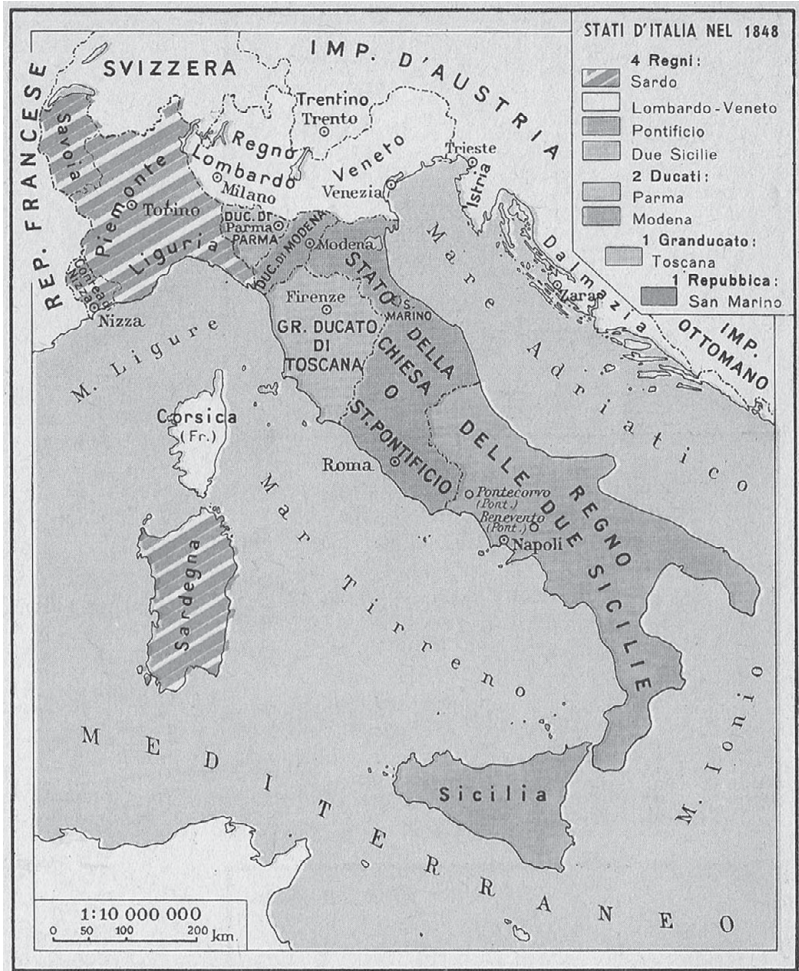 STATI D'ITALIA NEL 1848
4 Regni:
Sardo
Lombardo-Veneto
Pontificio
Due Sicilie
2 Ducati:
Parma
Modena
1 Granducato:
Toscana
1 Repubbica:
San Marino
IMP. D'AUSTRIA
SVIZZERA
REP. FRANCESE
Savoia
Trentino
Trento
Regno
Lombardo
Veneto
Milano
Venezia
Trieste
Istria
Piemonte
Torino
Liguria
Contea di
Nizza
Nizza
DUC. DI
Parma
PARMA
DUC. DI MODENA
Modena
Dalmazia
Zara
IMP.
OTTOMANO
Mare Adriatico
STATO DELLA CHIESA
O
ST. PONTIFICIO
S.
MARINO
Firenze
GR. DUCATO
DI
TOSCANA
M. Ligure
Corsica
(Fr.)
Roma
Mar Tirreno
Sardegna
REGNO
DELLE DUE SICILIE
Pontecorvo
(Pont.)
Benevento
(Pont.)
Napoli
Sicilia
M. Ionio
MEDITERRANEO
1:10 000 000
0 50 100 200 km.